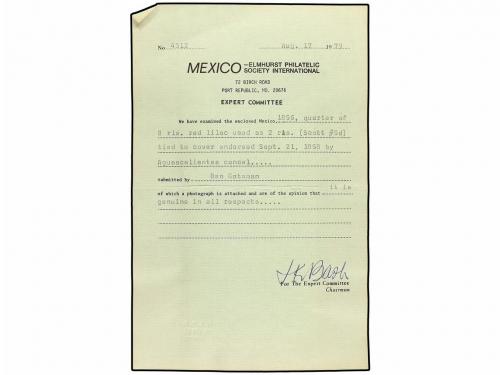 No. 4512 Aug. 17 1979
MEXICO —ELMHURST PHILATELIC
SOCIETY INTERNATIONAL
72 BIRCH ROAD
PORT REPUBLIC, MD. 20676
EXPERT COMMITTEE
We have examined the enclosed Mexico, 1856, quarter of
8 rls. red lilac used as 2 rls. (Scott #5d)
tied to cover endorsed Sept. 21, 1858 by
Aguascalientes cancel.....
submitted by
it is
of which a photograph is attached and are of the opinion that
genuine in all respects.....
For The Expert Committee
Chairman